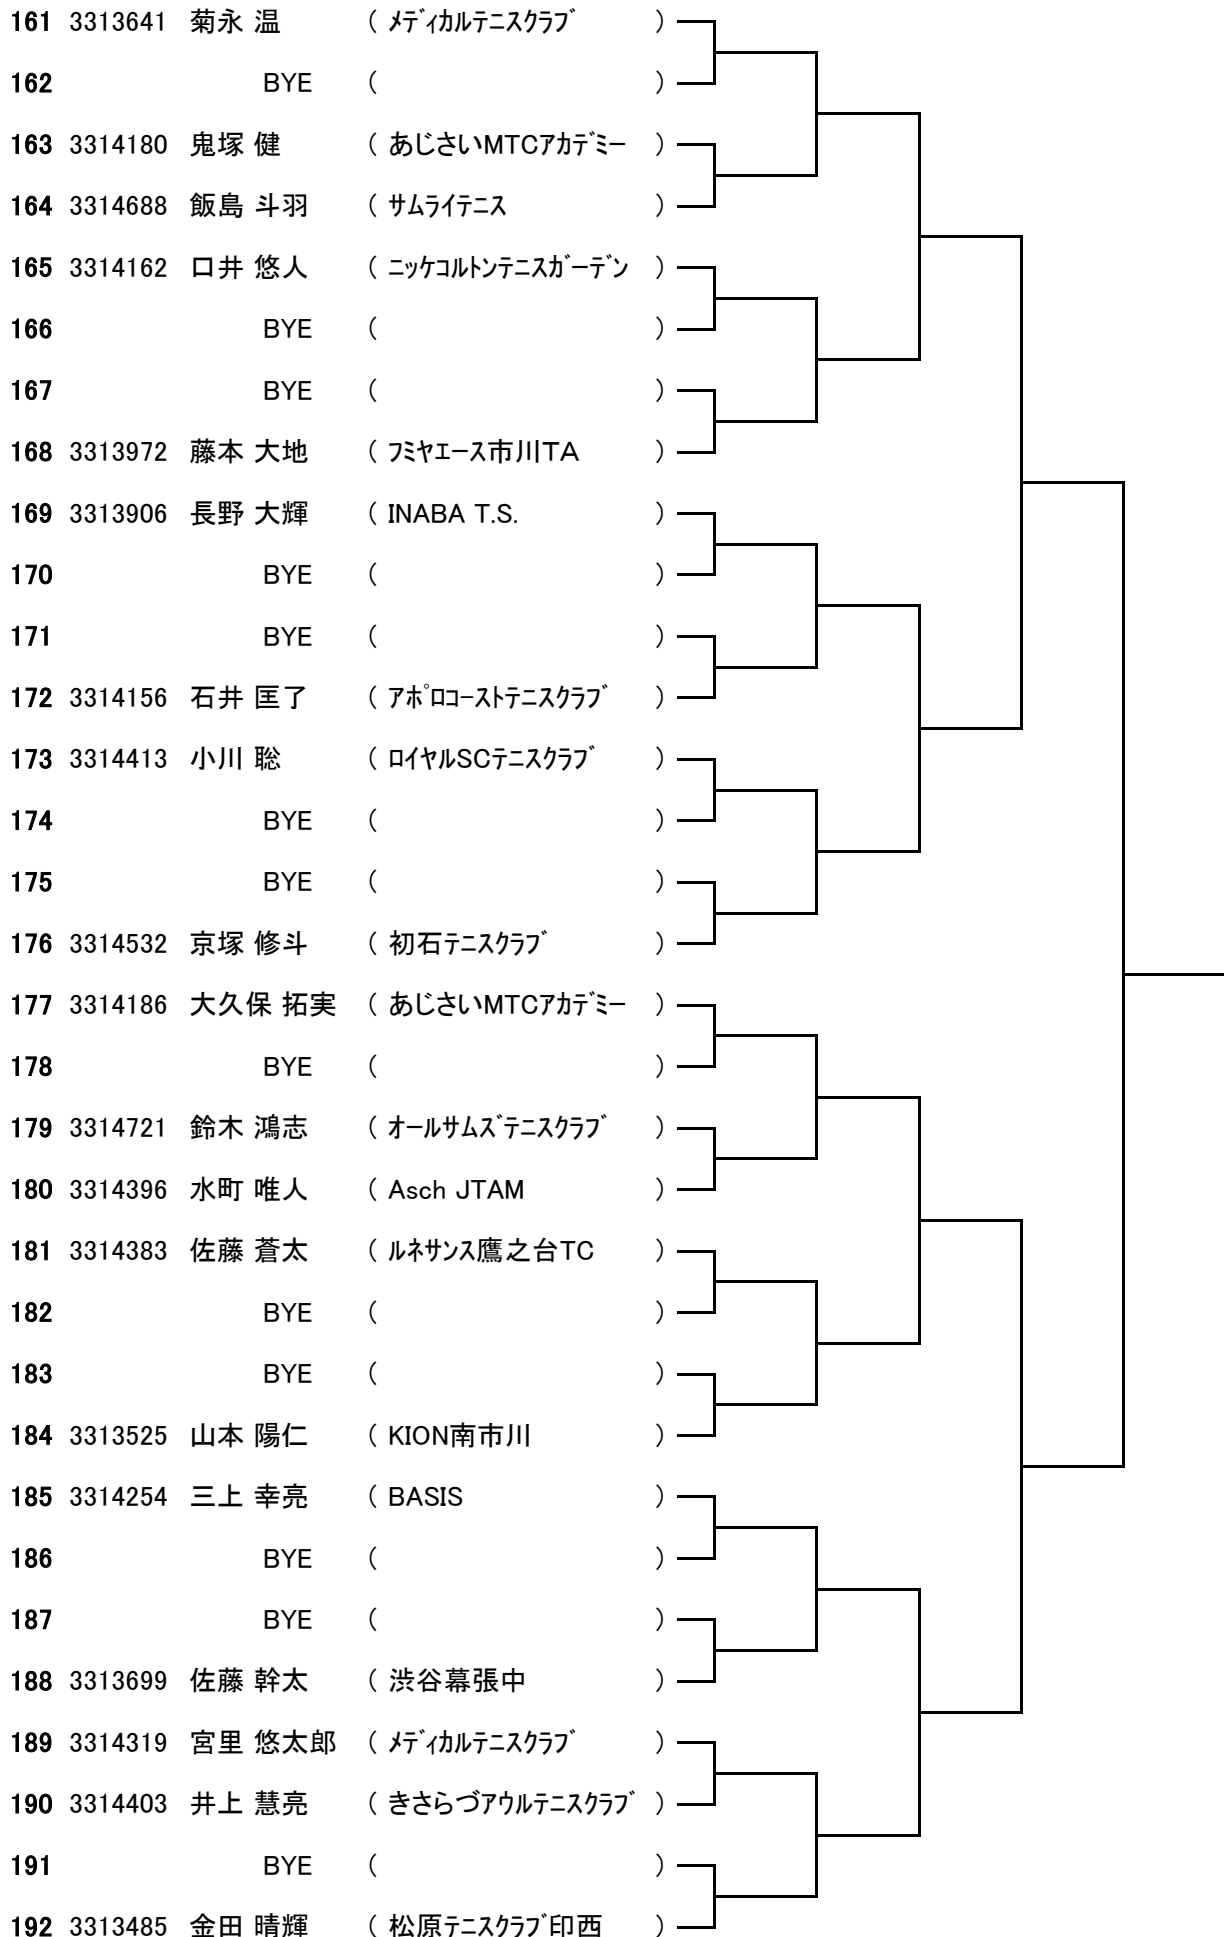 161 3313641 菊永 温 ( ﾒﾃﾞｨｶﾙﾃﾆｽｸﾗﾌﾞ )
162 BYE ( )
163 3314180 鬼塚 健 ( あじさいMTCｱｶﾃﾞﾐｰ )
164 3314688 飯島 斗羽 ( ｻﾑﾗｲﾃﾆｽ )
165 3314162 口井 悠人 ( ﾆｯｹｺﾙﾄﾝﾃﾆｽｶﾞｰﾃﾞﾝ )
166 BYE ( )
167 BYE ( )
168 3313972 藤本 大地 ( ﾌﾐﾔｴｰｽ市川TA )
169 3313906 長野 大輝 ( INABA T.S. )
170 BYE ( )
171 BYE ( )
172 3314156 石井 匡了 ( ｱﾎﾟﾛｺｰｽﾄﾃﾆｽｸﾗﾌﾞ )
173 3314413 小川 聡 ( ﾛｲﾔﾙSCﾃﾆｽｸﾗﾌﾞ )
174 BYE ( )
175 BYE ( )
176 3314532 京塚 修斗 ( 初石ﾃﾆｽｸﾗﾌﾞ )
177 3314186 大久保 拓実 ( あじさいMTCｱｶﾃﾞﾐｰ )
178 BYE ( )
179 3314721 鈴木 鴻志 ( ｵｰﾙｻﾑｽﾞﾃﾆｽｸﾗﾌﾞ )
180 3314396 水町 唯人 ( Asch JTAM )
181 3314383 佐藤 蒼太 ( ﾙﾈｻﾝｽ鷹之台TC )
182 BYE ( )
183 BYE ( )
184 3313525 山本 陽仁 ( KION南市川 )
185 3314254 三上 幸亮 ( BASIS )
186 BYE ( )
187 BYE ( )
188 3313699 佐藤 幹太 ( 渋谷幕張中 )
189 3314319 宮里 悠太郎 ( ﾒﾃﾞｨｶﾙﾃﾆｽｸﾗﾌﾞ )
190 3314403 井上 慧亮 ( きさらづｱｳﾙﾃﾆｽｸﾗﾌﾞ )
191 BYE ( )
192 3313485 金田 晴輝 ( 松原ﾃﾆｽｸﾗﾌﾞ印西 )